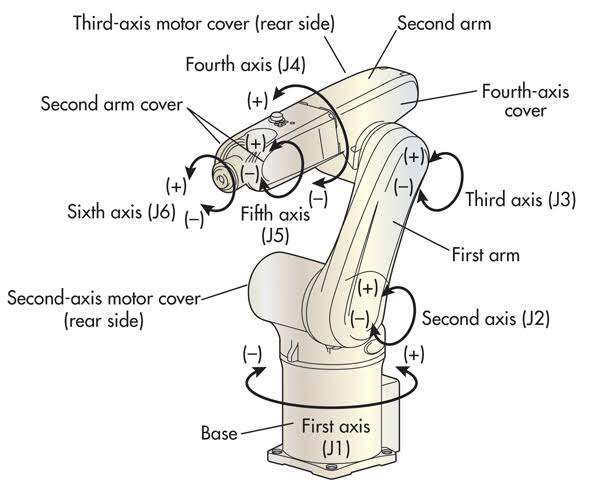 Third-axis motor cover (rear side)
Second arm
Fourth axis (J4)
(+)
Second arm cover
Fourth-axis
cover
(+)
(–)
(+)
(–)
Sixth axis (J6)
(–)
Fifth axis
(J5)
(–)
(+)
(–)
Third axis (J3)
First arm
Second-axis motor cover
(rear side)
(+)
(–)
Second axis (J2)
(–)
(+)
Base
First axis
(J1)